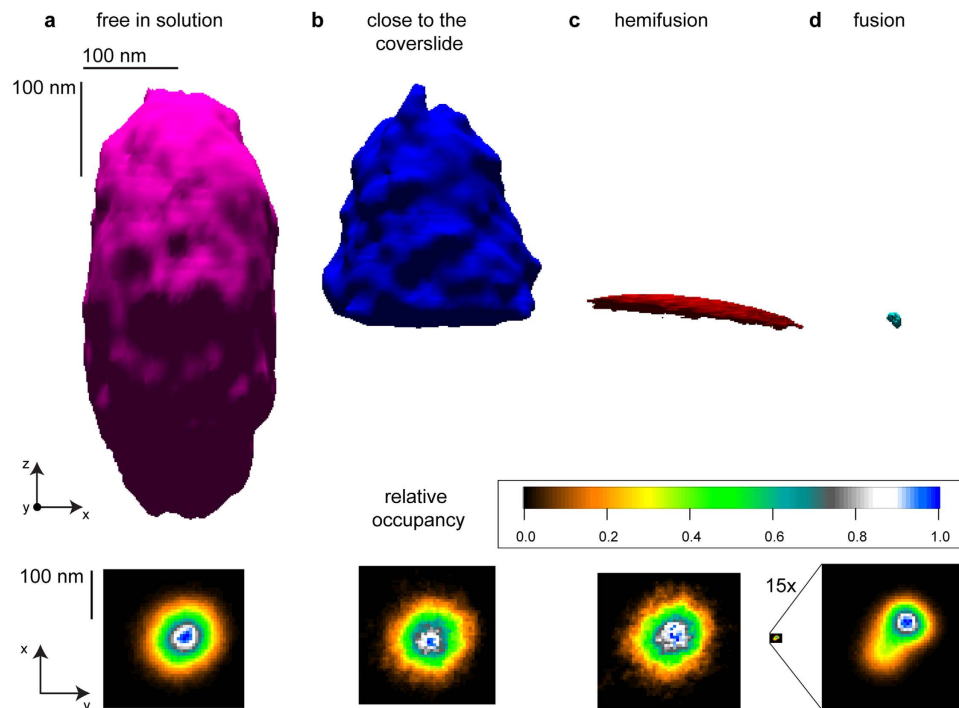 a free in solution
b close to the
coverslide
c hemifusion
d fusion
100 nm
100 nm
z
y
x
relative
occupancy
0.0 0.2 0.4 0.6 0.8 1.0
100 nm
15x
x
y